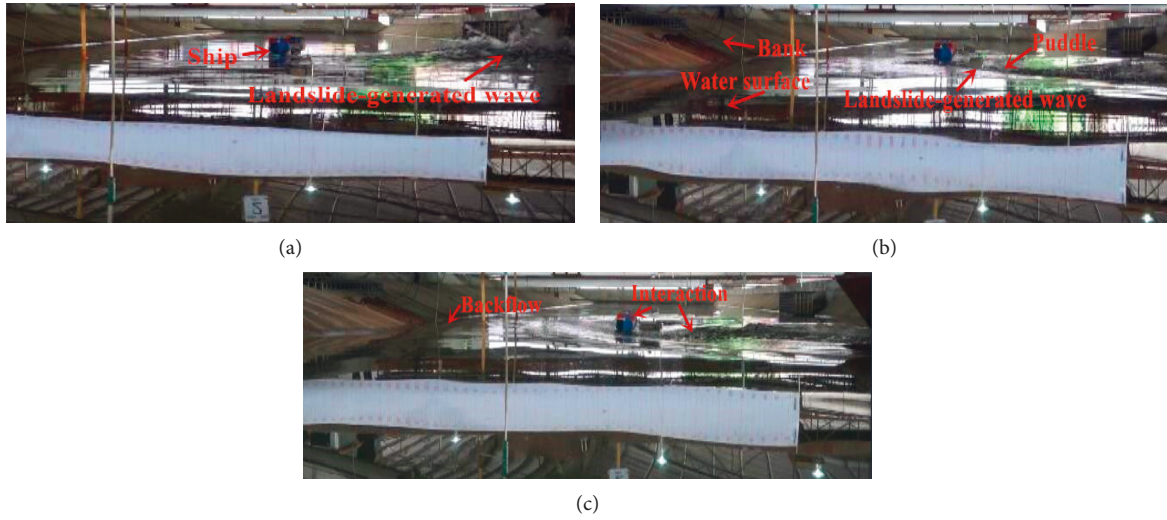 Ship
Landslide-generated wave
(a)
Bank
Puddle
Water surface
Landslide-generated wave
(b)
Backflow
Interaction
(c)